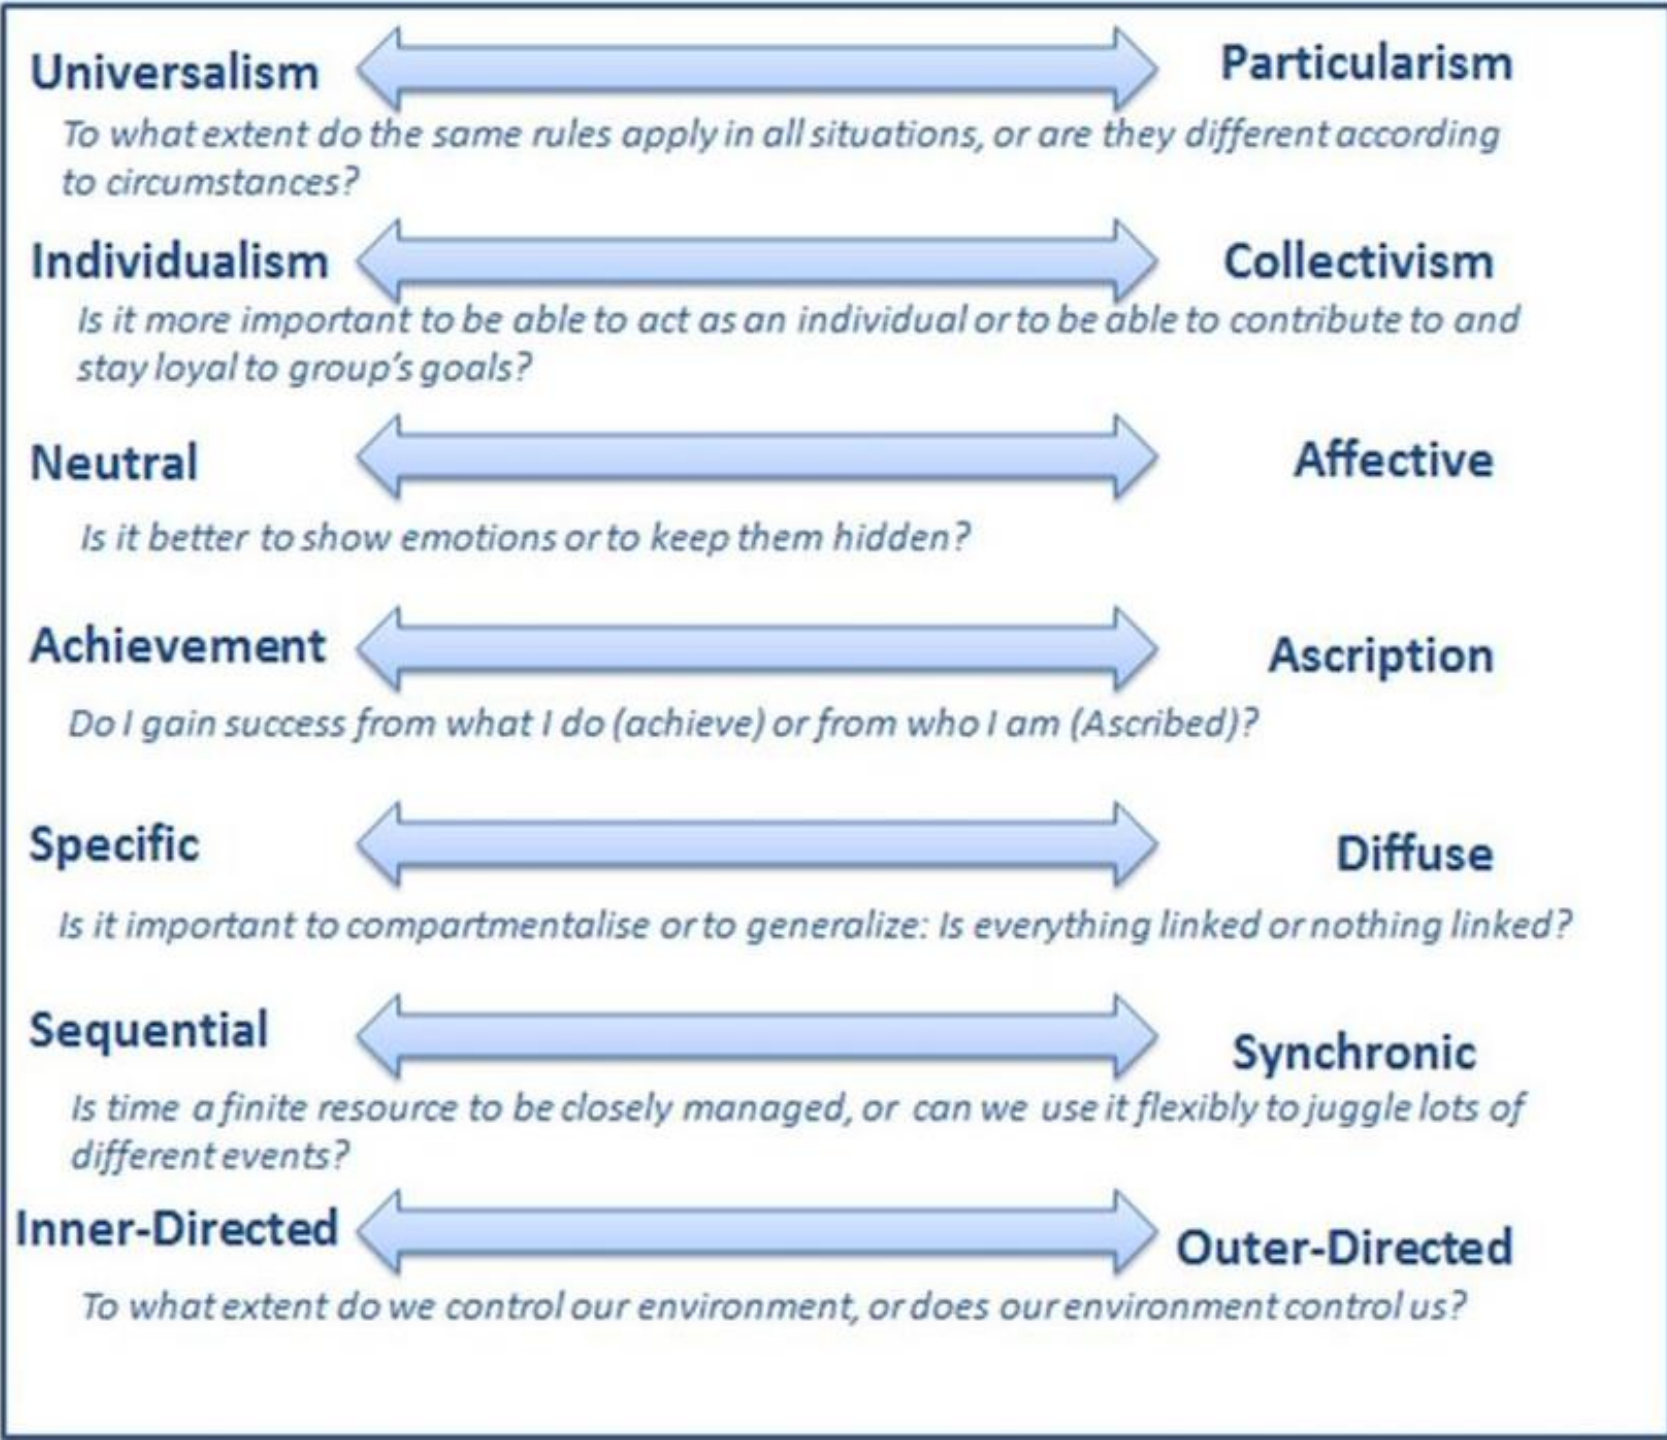 Universalism Particularism
To what extent do the same rules apply in all situations, or are they different according
to circumstances?
Individualism Collectivism
Is it more important to be able to act as an individual or to be able to contribute to and
stay loyal to group's goals?
Neutral Affective
Is it better to show emotions or to keep them hidden?
Achievement Ascription
Do I gain success from what I do (achieve) or from who I am (Ascribed)?
Specific Diffuse
Is it important to compartmentalise or to generalize: Is everything linked or nothing linked?
Sequential Synchronic
Is time a finite resource to be closely managed, or can we use it flexibly to juggle lots of
different events?
Inner-Directed Outer-Directed
To what extent do we control our environment, or does our environment control us?